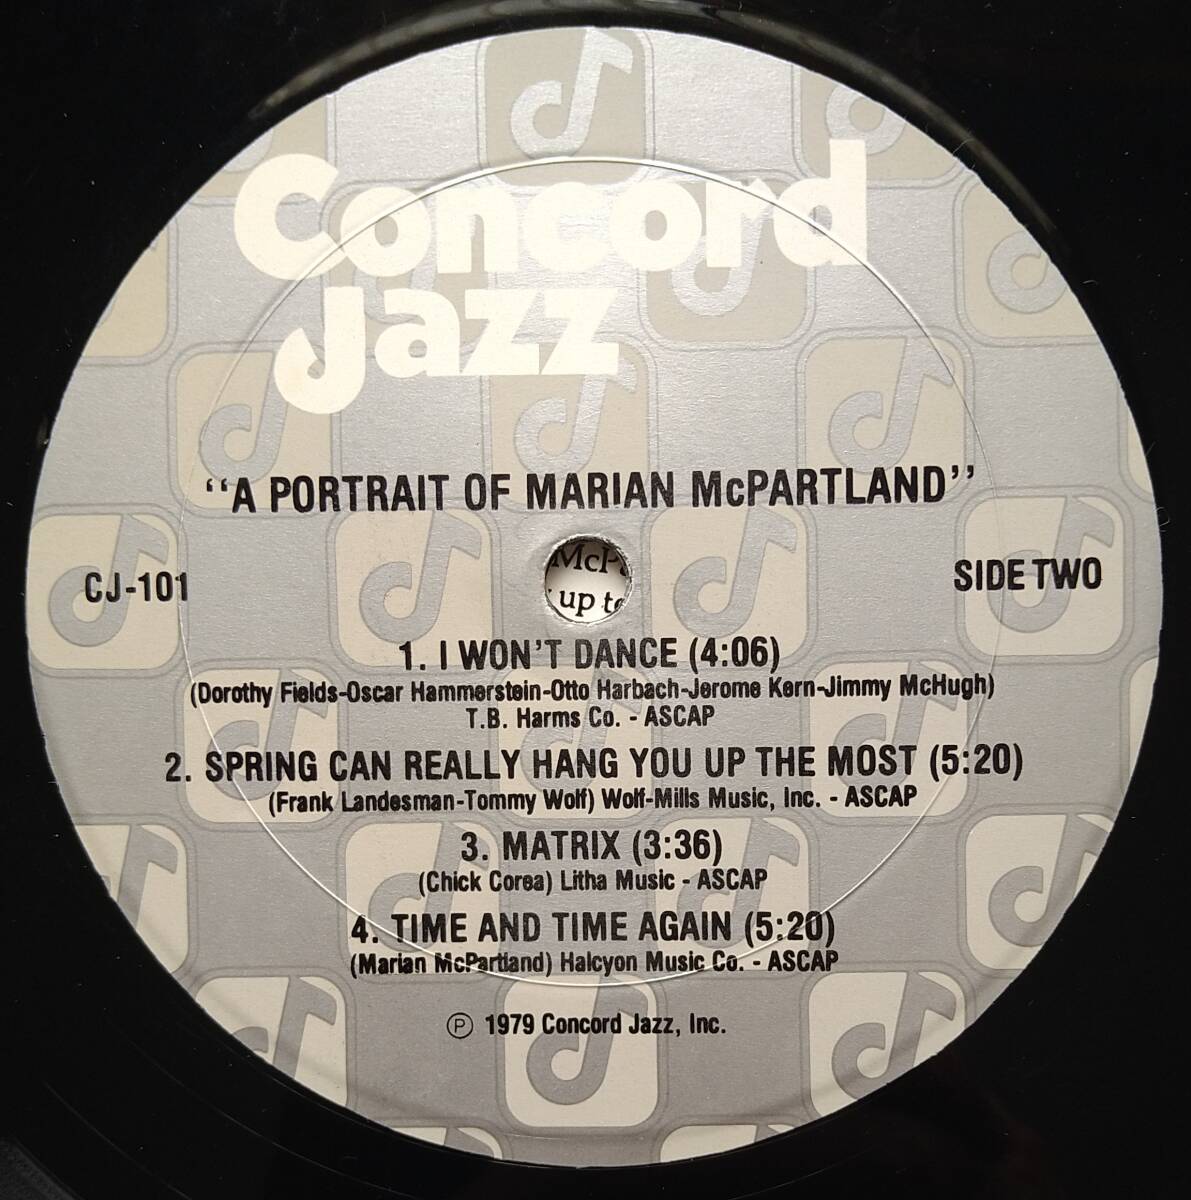 Concord
Jazz
"A PORTRAIT OF MARIAN McPARTLAND"
CJ-101
SIDE TWO
McP
up to
1. I WON'T DANCE (4:06)
(Dorothy Fields-Oscar Hammerstein-Otto Harbach-Jerome Kern-Jimmy McHugh)
T.B. Harms Co. - ASCAP
2. SPRING CAN REALLY HANG YOU UP THE MOST (5:20)
(Frank Landesman-Tommy Wolf) Wolf-Mills Music, Inc. - ASCAP
3. MATRIX (3:36)
(Chick Corea) Litha Music - ASCAP
4. TIME AND TIME AGAIN (5:20)
(Marian McPartland) Halcyon Music Co. - ASCAP
Ⓟ 1979 Concord Jazz, Inc.